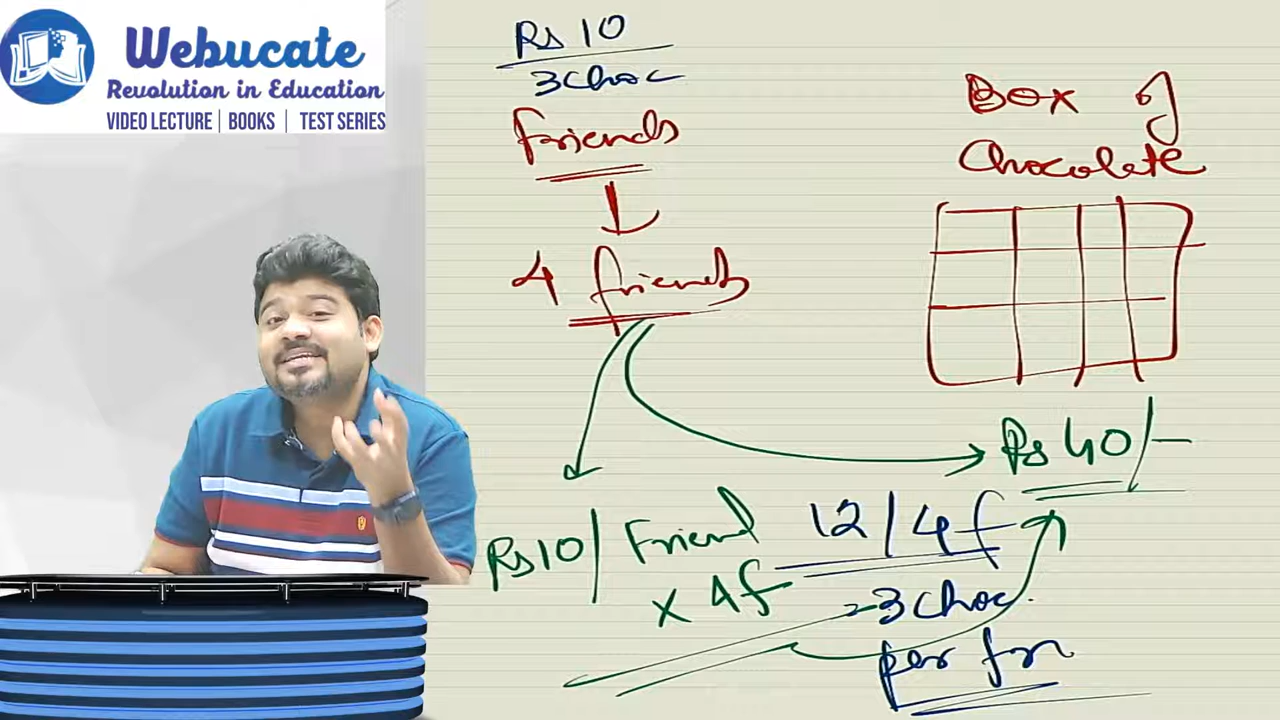 Webucate
Revolution in Education
VIDEO LECTURE | BOOKS | TEST SERIES
Rs 10
3 Choc
friends
4 friends
Box of
Chocolate
Rs 40/-
Rs 10/ Friend
x 4f
12/4f
=3 Choc.
per frn